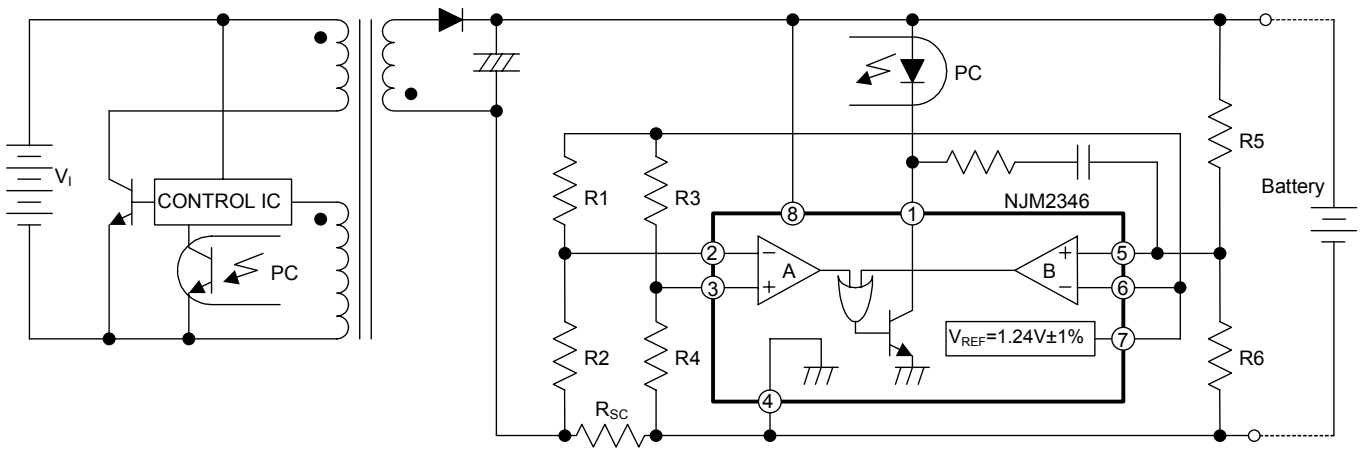 PC
R5
V_I
CONTROL IC
R1
R3
NJM2346
Battery
8
1
2
−
A
+
B
5
PC
3
+
−
6
V_REF=1.24V±1%
7
R2
R4
R6
4
R_SC